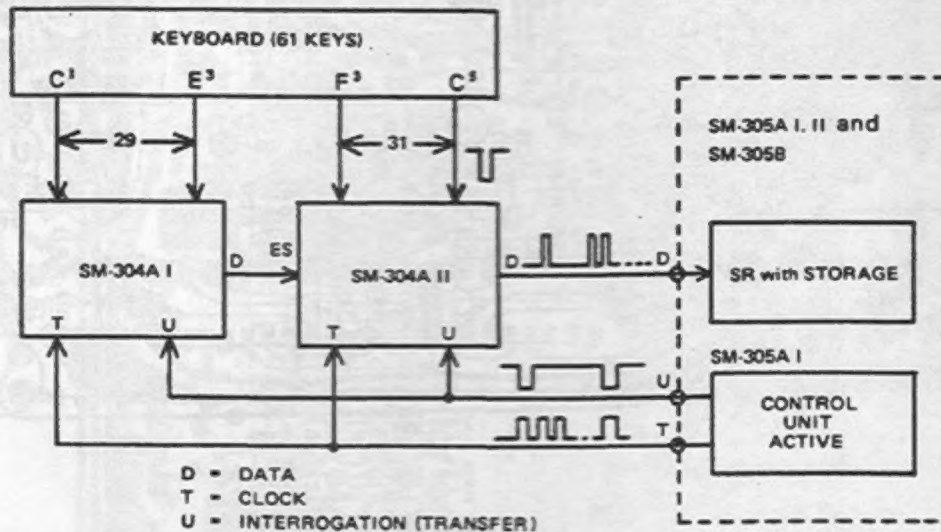 KEYBOARD (61 KEYS)
C¹ E³ F³ C⁵
29 31
SM-305A I, II and
SM-305B
SM-304A I
D
ES
SM-304A II
D
D
SR with STORAGE
T U
T U
SM-305A I
U
T
CONTROL
UNIT
ACTIVE
D = DATA
T = CLOCK
U = INTERROGATION (TRANSFER)